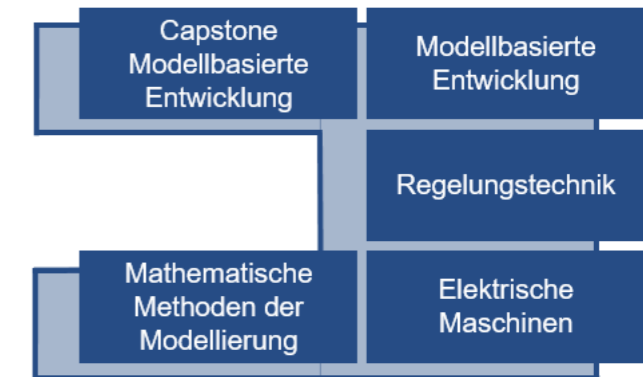 Capstone
Modellbasierte
Entwicklung
Modellbasierte
Entwicklung
Regelungstechnik
Mathematische
Methoden der
Modellierung
Elektrische
Maschinen